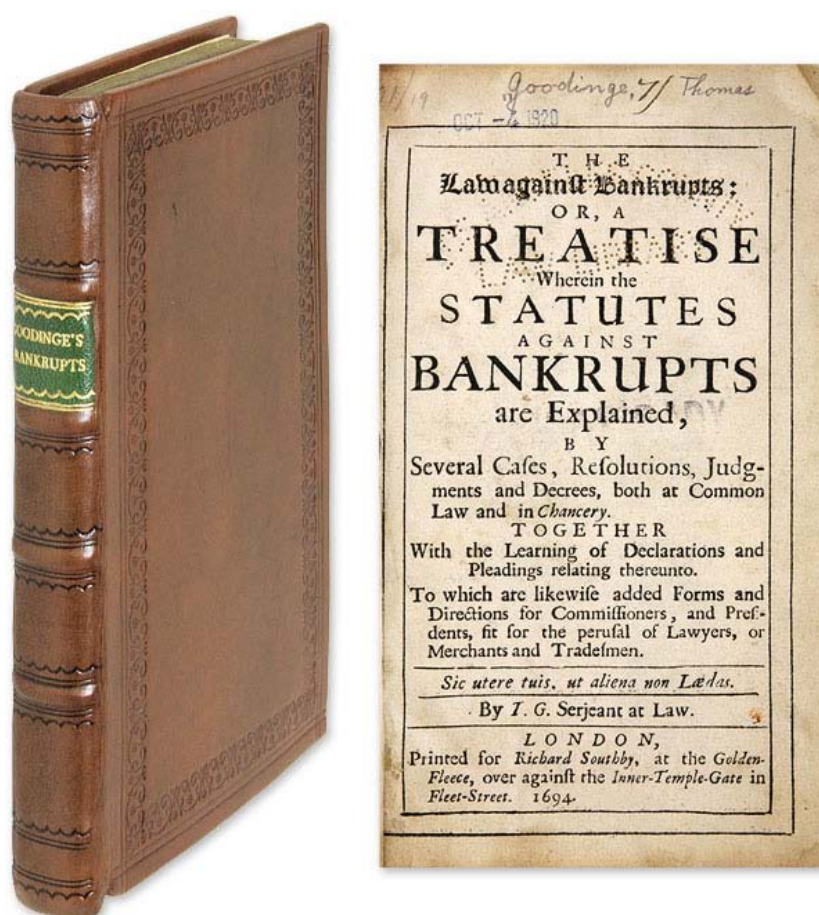 GOODINGE'S
BANKRUPTS
Goodinge, Thomas
OCT -4 1920
THE
Law againſt Bankrupts:
OR, A
TREATISE
Wherein the
STATUTES
AGAINST
BANKRUPTS
are Explained,
BY
Several Caſes, Reſolutions, Judg-
ments and Decrees, both at Common
Law and in Chancery.
TOGETHER
With the Learning of Declarations and
Pleadings relating thereunto.
To which are likewiſe added Forms and
Directions for Commiſſioners, and Preſ-
dents, fit for the peruſal of Lawyers, or
Merchants and Tradeſmen.
Sic utere tuis, ut aliena non Lædas.
By I. G. Serjeant at Law.
LONDON,
Printed for Richard Southby, at the Golden-
Fleece, over againſt the Inner-Temple-Gate in
Fleet-Street. 1694.